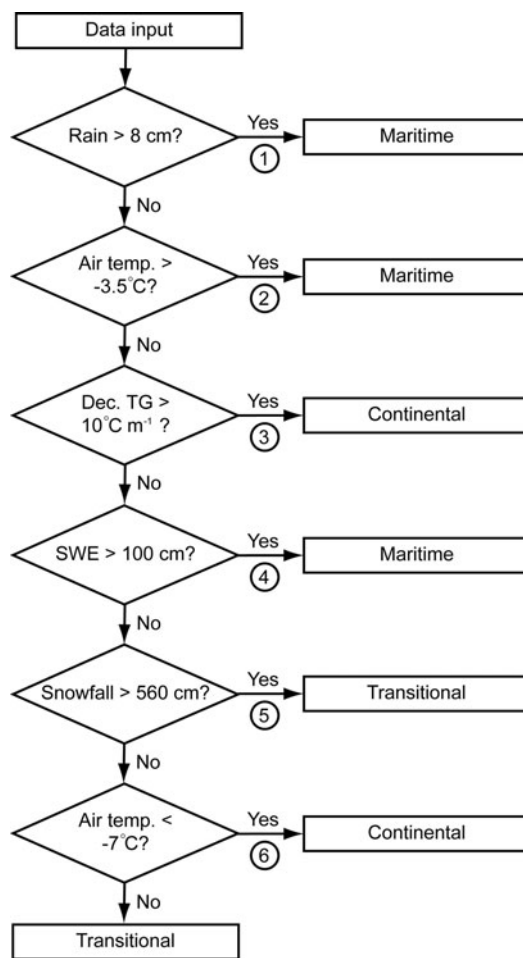 Data input
Rain > 8 cm?
Yes
1
Maritime
No
Air temp. >
-3.5°C?
Yes
2
Maritime
No
Dec. TG >
10°C m⁻¹ ?
Yes
3
Continental
No
SWE > 100 cm?
Yes
4
Maritime
No
Snowfall > 560 cm?
Yes
5
Transitional
No
Air temp. <
-7°C?
Yes
6
Continental
No
Transitional